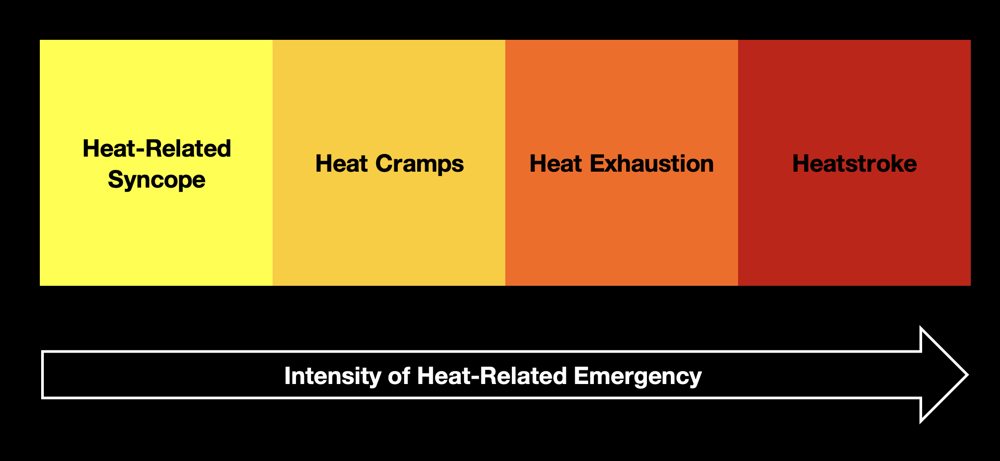 Heat-Related
Syncope
Heat Cramps
Heat Exhaustion
Heatstroke
Intensity of Heat-Related Emergency